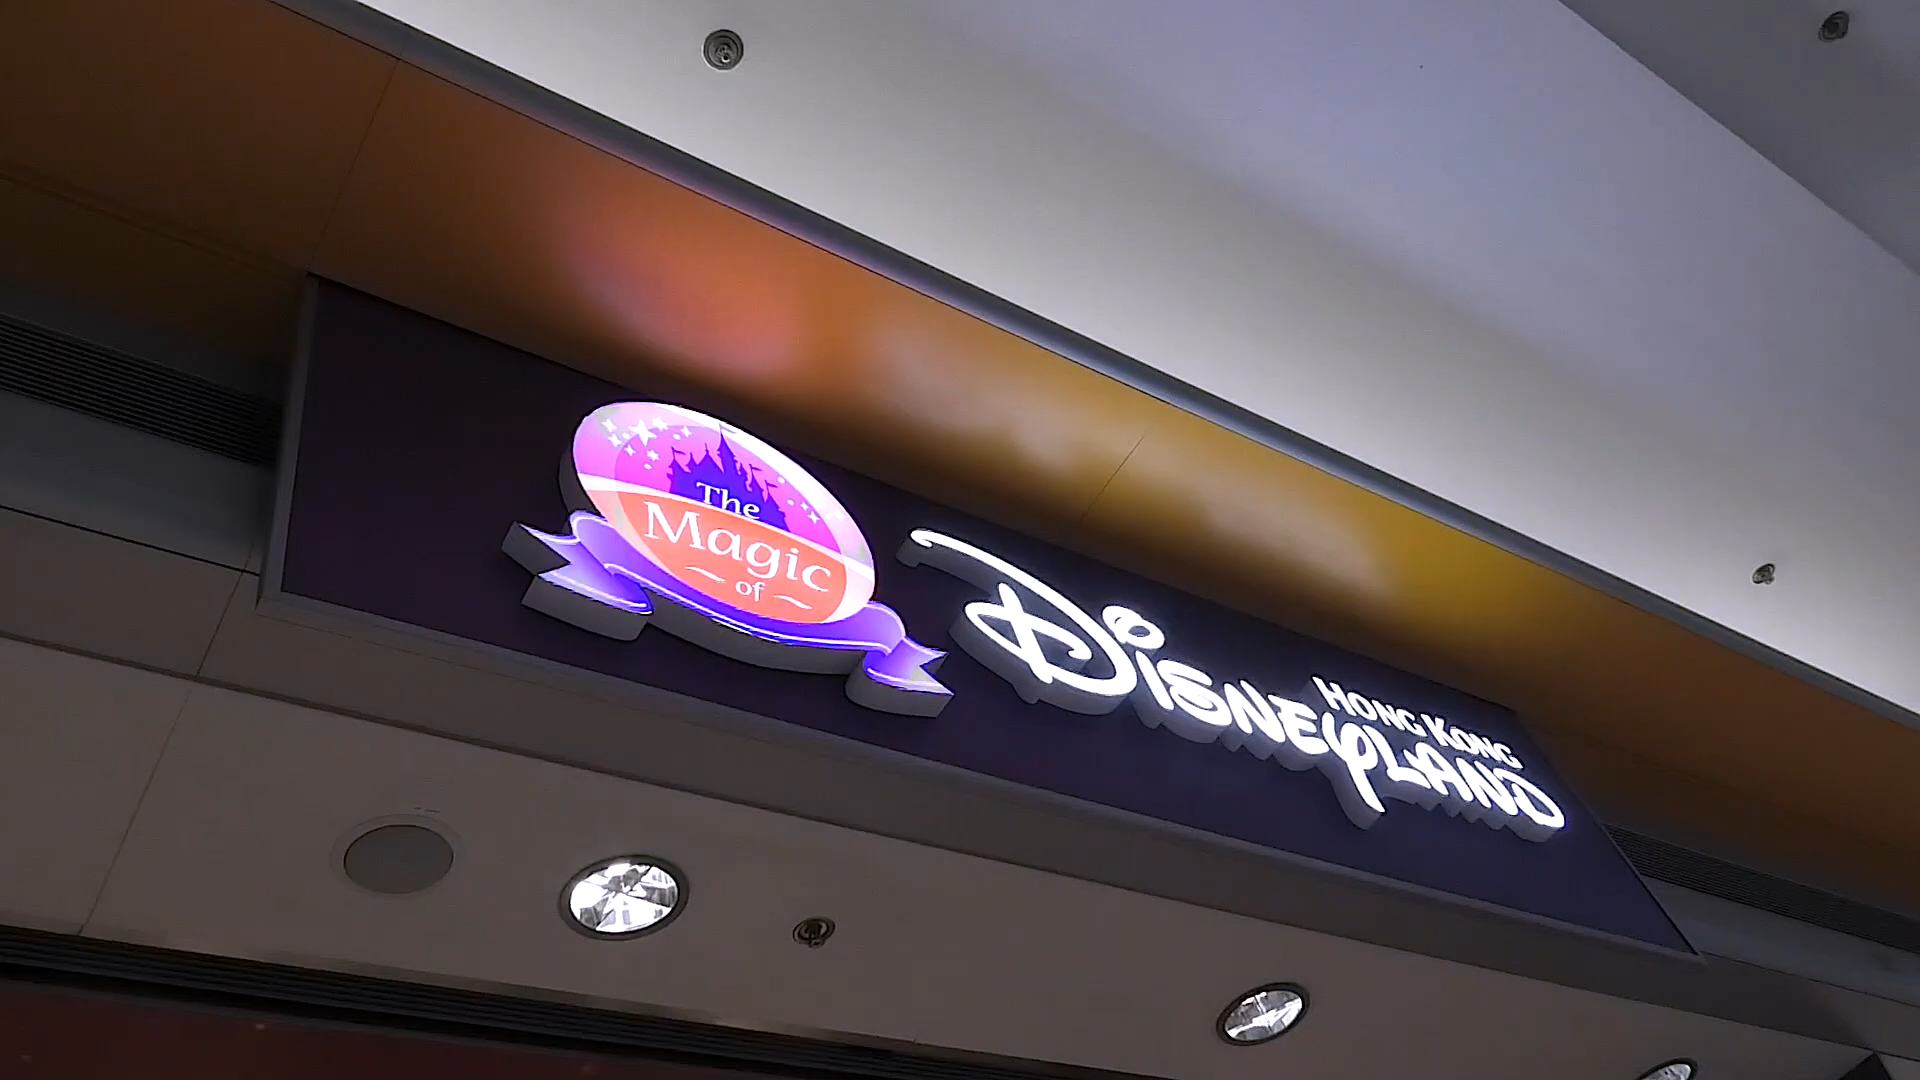 The
Magic
of
HONG KONG
DISNEYLAND